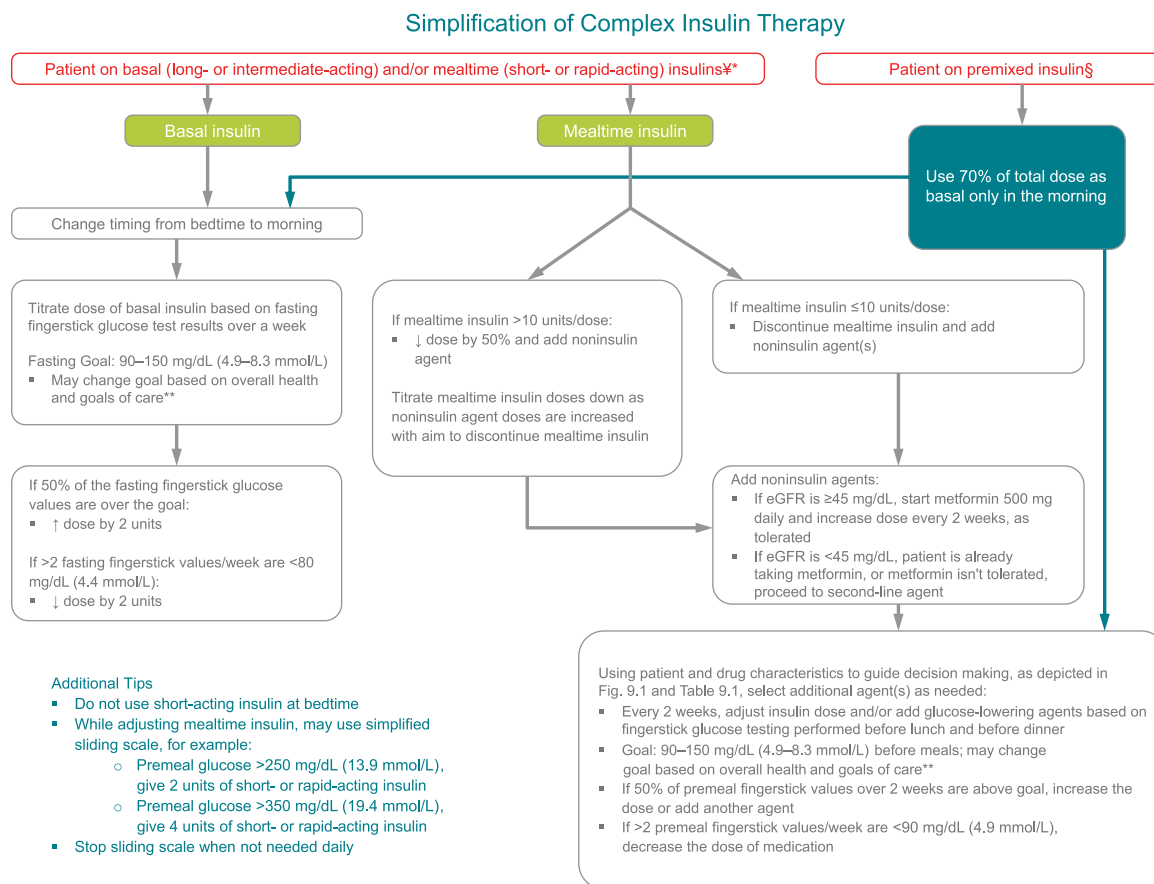 Simplification of Complex Insulin Therapy
Patient on basal (long- or intermediate-acting) and/or mealtime (short- or rapid-acting) insulins¥*
Patient on premixed insulin§
Basal insulin
Mealtime insulin
Use 70% of total dose as
basal only in the morning
Change timing from bedtime to morning
Titrate dose of basal insulin based on fasting
fingerstick glucose test results over a week
Fasting Goal: 90–150 mg/dL (4.9–8.3 mmol/L)
▪ May change goal based on overall health
and goals of care**
If 50% of the fasting fingerstick glucose
values are over the goal:
▪ ↑ dose by 2 units
If >2 fasting fingerstick values/week are <80
mg/dL (4.4 mmol/L):
▪ ↓ dose by 2 units
If mealtime insulin >10 units/dose:
▪ ↓ dose by 50% and add noninsulin
agent
Titrate mealtime insulin doses down as
noninsulin agent doses are increased
with aim to discontinue mealtime insulin
If mealtime insulin ≤10 units/dose:
▪ Discontinue mealtime insulin and add
noninsulin agent(s)
Add noninsulin agents:
▪ If eGFR is ≥45 mg/dL, start metformin 500 mg
daily and increase dose every 2 weeks, as
tolerated
▪ If eGFR is <45 mg/dL, patient is already
taking metformin, or metformin isn't tolerated,
proceed to second-line agent
Using patient and drug characteristics to guide decision making, as depicted in
Fig. 9.1 and Table 9.1, select additional agent(s) as needed:
▪ Every 2 weeks, adjust insulin dose and/or add glucose-lowering agents based on
fingerstick glucose testing performed before lunch and before dinner
▪ Goal: 90–150 mg/dL (4.9–8.3 mmol/L) before meals; may change
goal based on overall health and goals of care**
▪ If 50% of premeal fingerstick values over 2 weeks are above goal, increase the
dose or add another agent
▪ If >2 premeal fingerstick values/week are <90 mg/dL (4.9 mmol/L),
decrease the dose of medication
Additional Tips
▪ Do not use short-acting insulin at bedtime
▪ While adjusting mealtime insulin, may use simplified
sliding scale, for example:
○ Premeal glucose >250 mg/dL (13.9 mmol/L),
give 2 units of short- or rapid-acting insulin
○ Premeal glucose >350 mg/dL (19.4 mmol/L),
give 4 units of short- or rapid-acting insulin
▪ Stop sliding scale when not needed daily